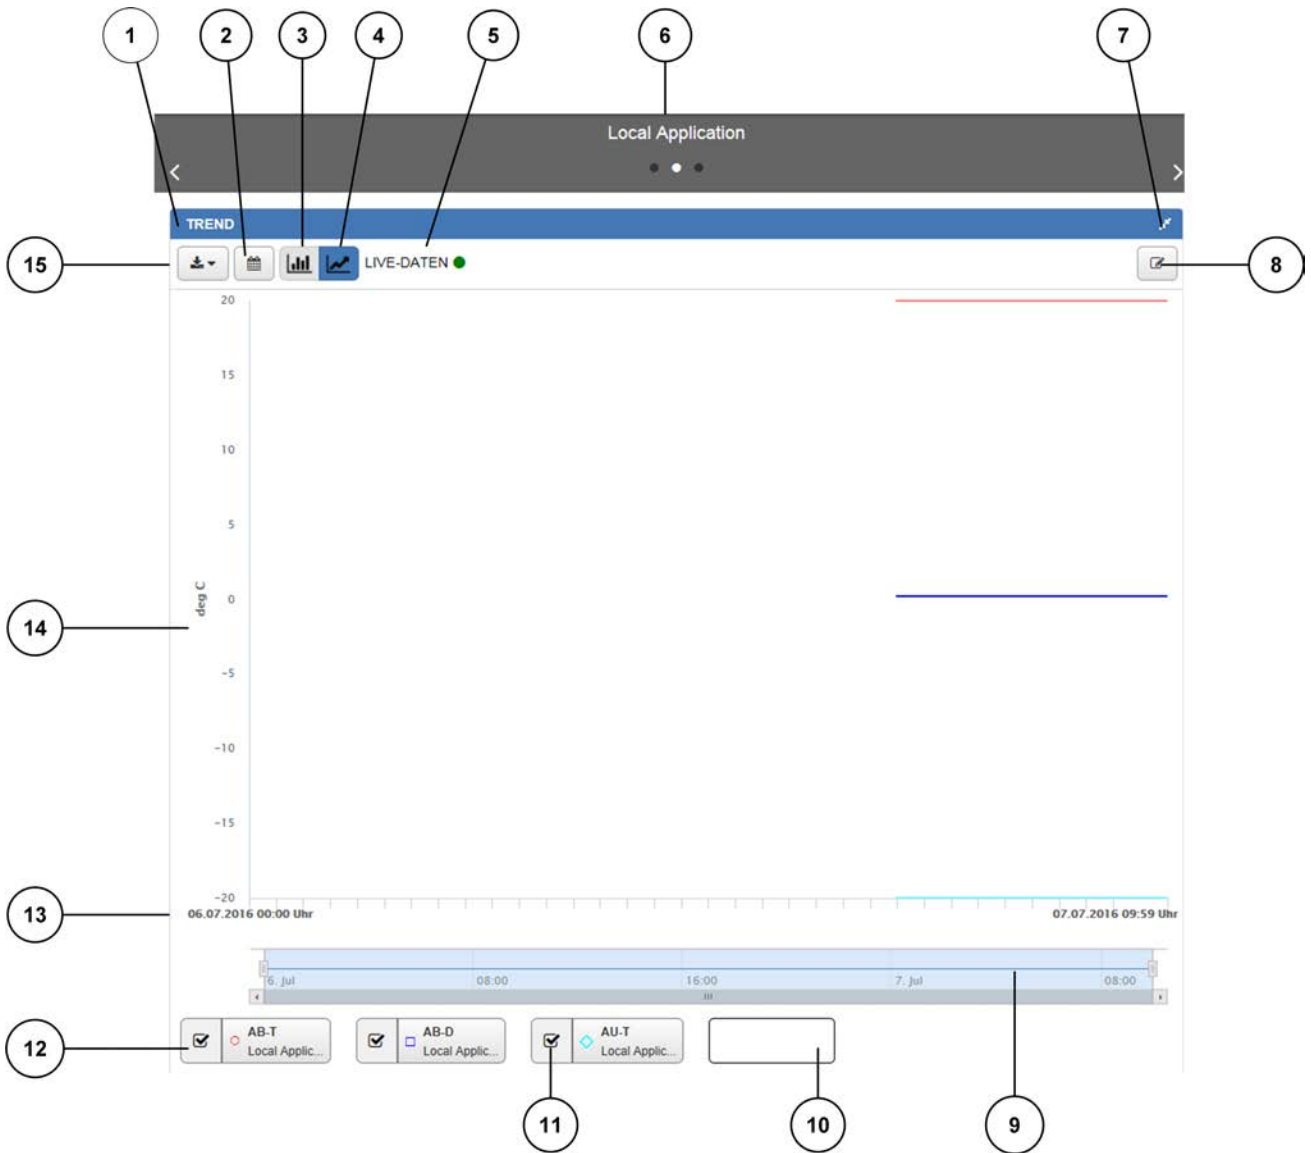 1 2 3 4 5 6 7
Local Application
TREND
15 LIVE-DATEN 8
20
15
10
5
deg C
0
14
-5
-10
-15
-20
13 06.07.2016 00:00 Uhr 07.07.2016 09:59 Uhr
6. Jul 08:00 16:00 7. Jul 08:00
12 AB-T AB-D AU-T
Local Applic... Local Applic... Local Applic...
11 10 9